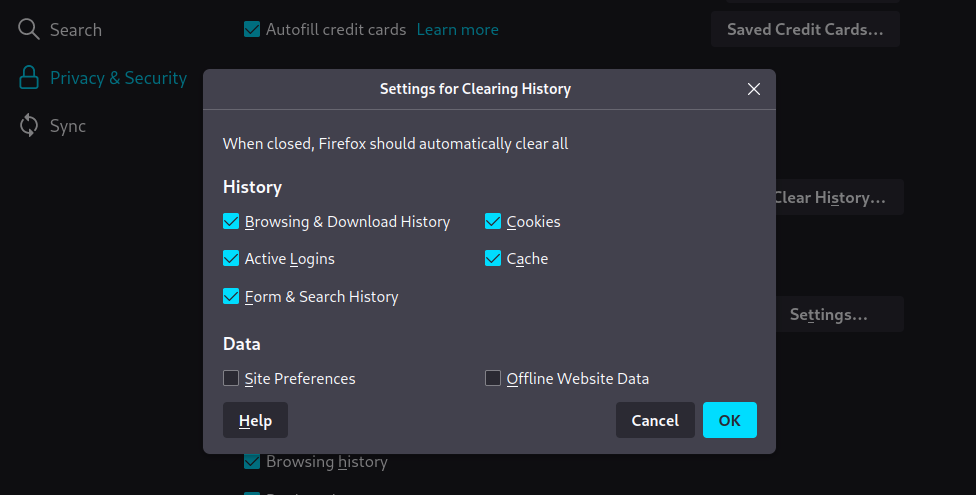 Search
Autofill credit cards Learn more
Saved Credit Cards...
Privacy & Security
Sync
Settings for Clearing History
When closed, Firefox should automatically clear all
History
Browsing & Download History
Cookies
Active Logins
Cache
Form & Search History
Clear History...
Settings...
Data
Site Preferences
Offline Website Data
Help
Cancel
OK
Browsing history